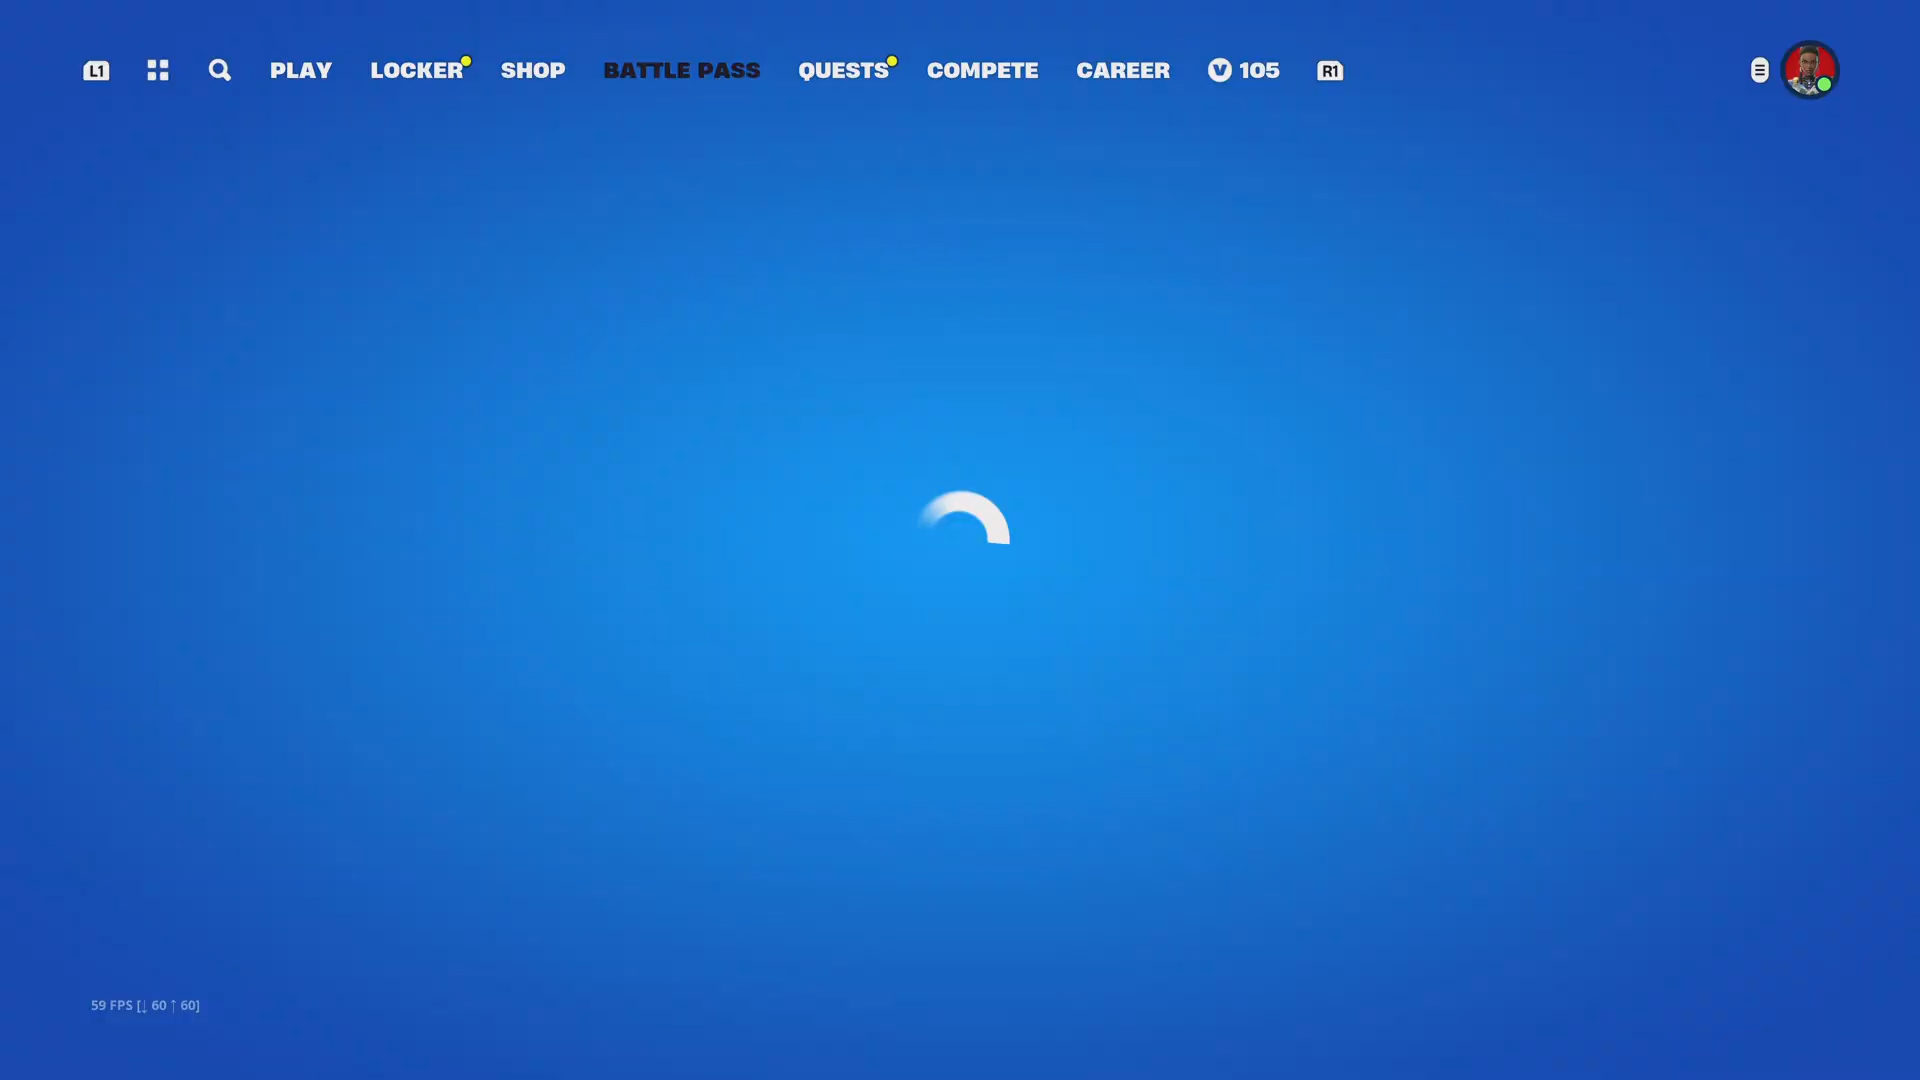 L1 PLAY LOCKER SHOP BATTLE PASS QUESTS COMPETE CAREER V 105 R1
59 FPS [↓ 60 ↑ 60]